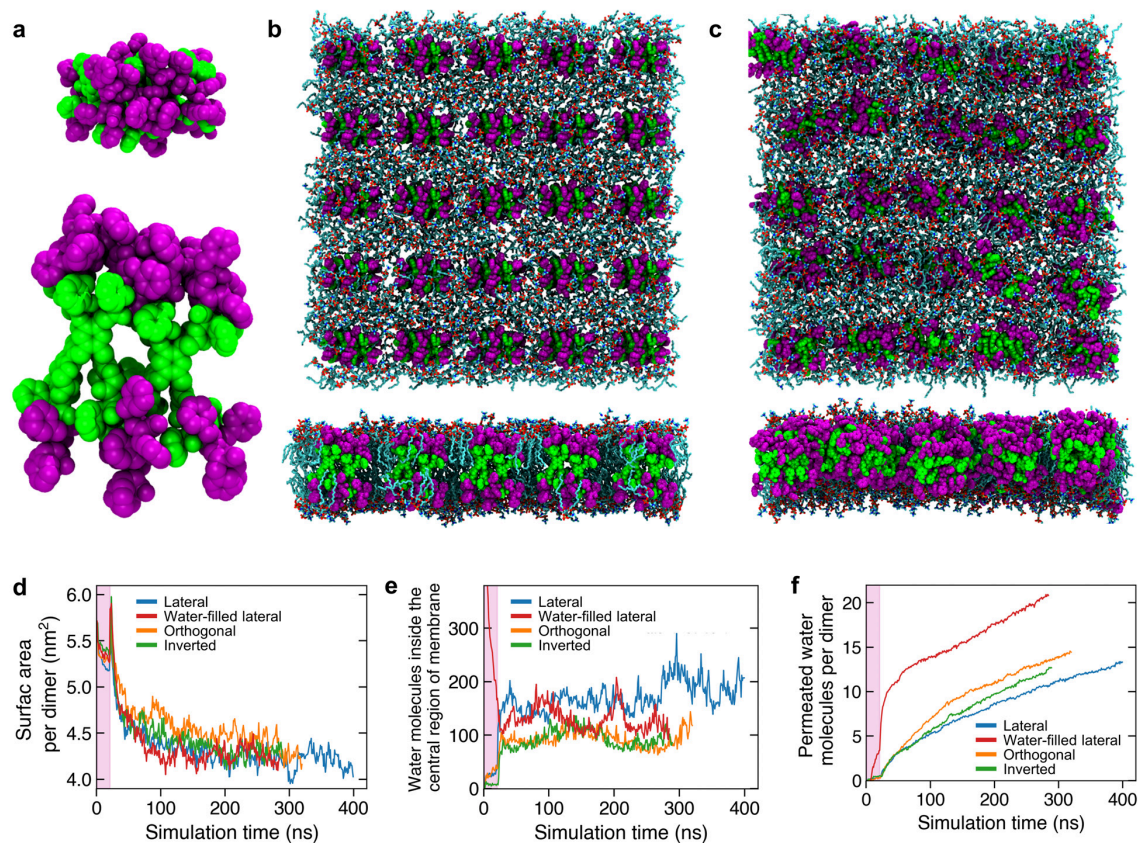 a
b
c
d
Surfac area
per dimer (nm²)
6.0
5.5
5.0
4.5
4.0
Lateral
Water-filled lateral
Orthogonal
Inverted
0
100
200
300
400
Simulation time (ns)
e
Water molecules inside the
central region of membrane
300
200
100
0
Lateral
Water-filled lateral
Orthogonal
Inverted
0
100
200
300
400
Simulation time (ns)
f
Permeated water
molecules per dimer
20
15
10
5
0
Lateral
Water-filled lateral
Orthogonal
Inverted
0
100
200
300
400
Simulation time (ns)